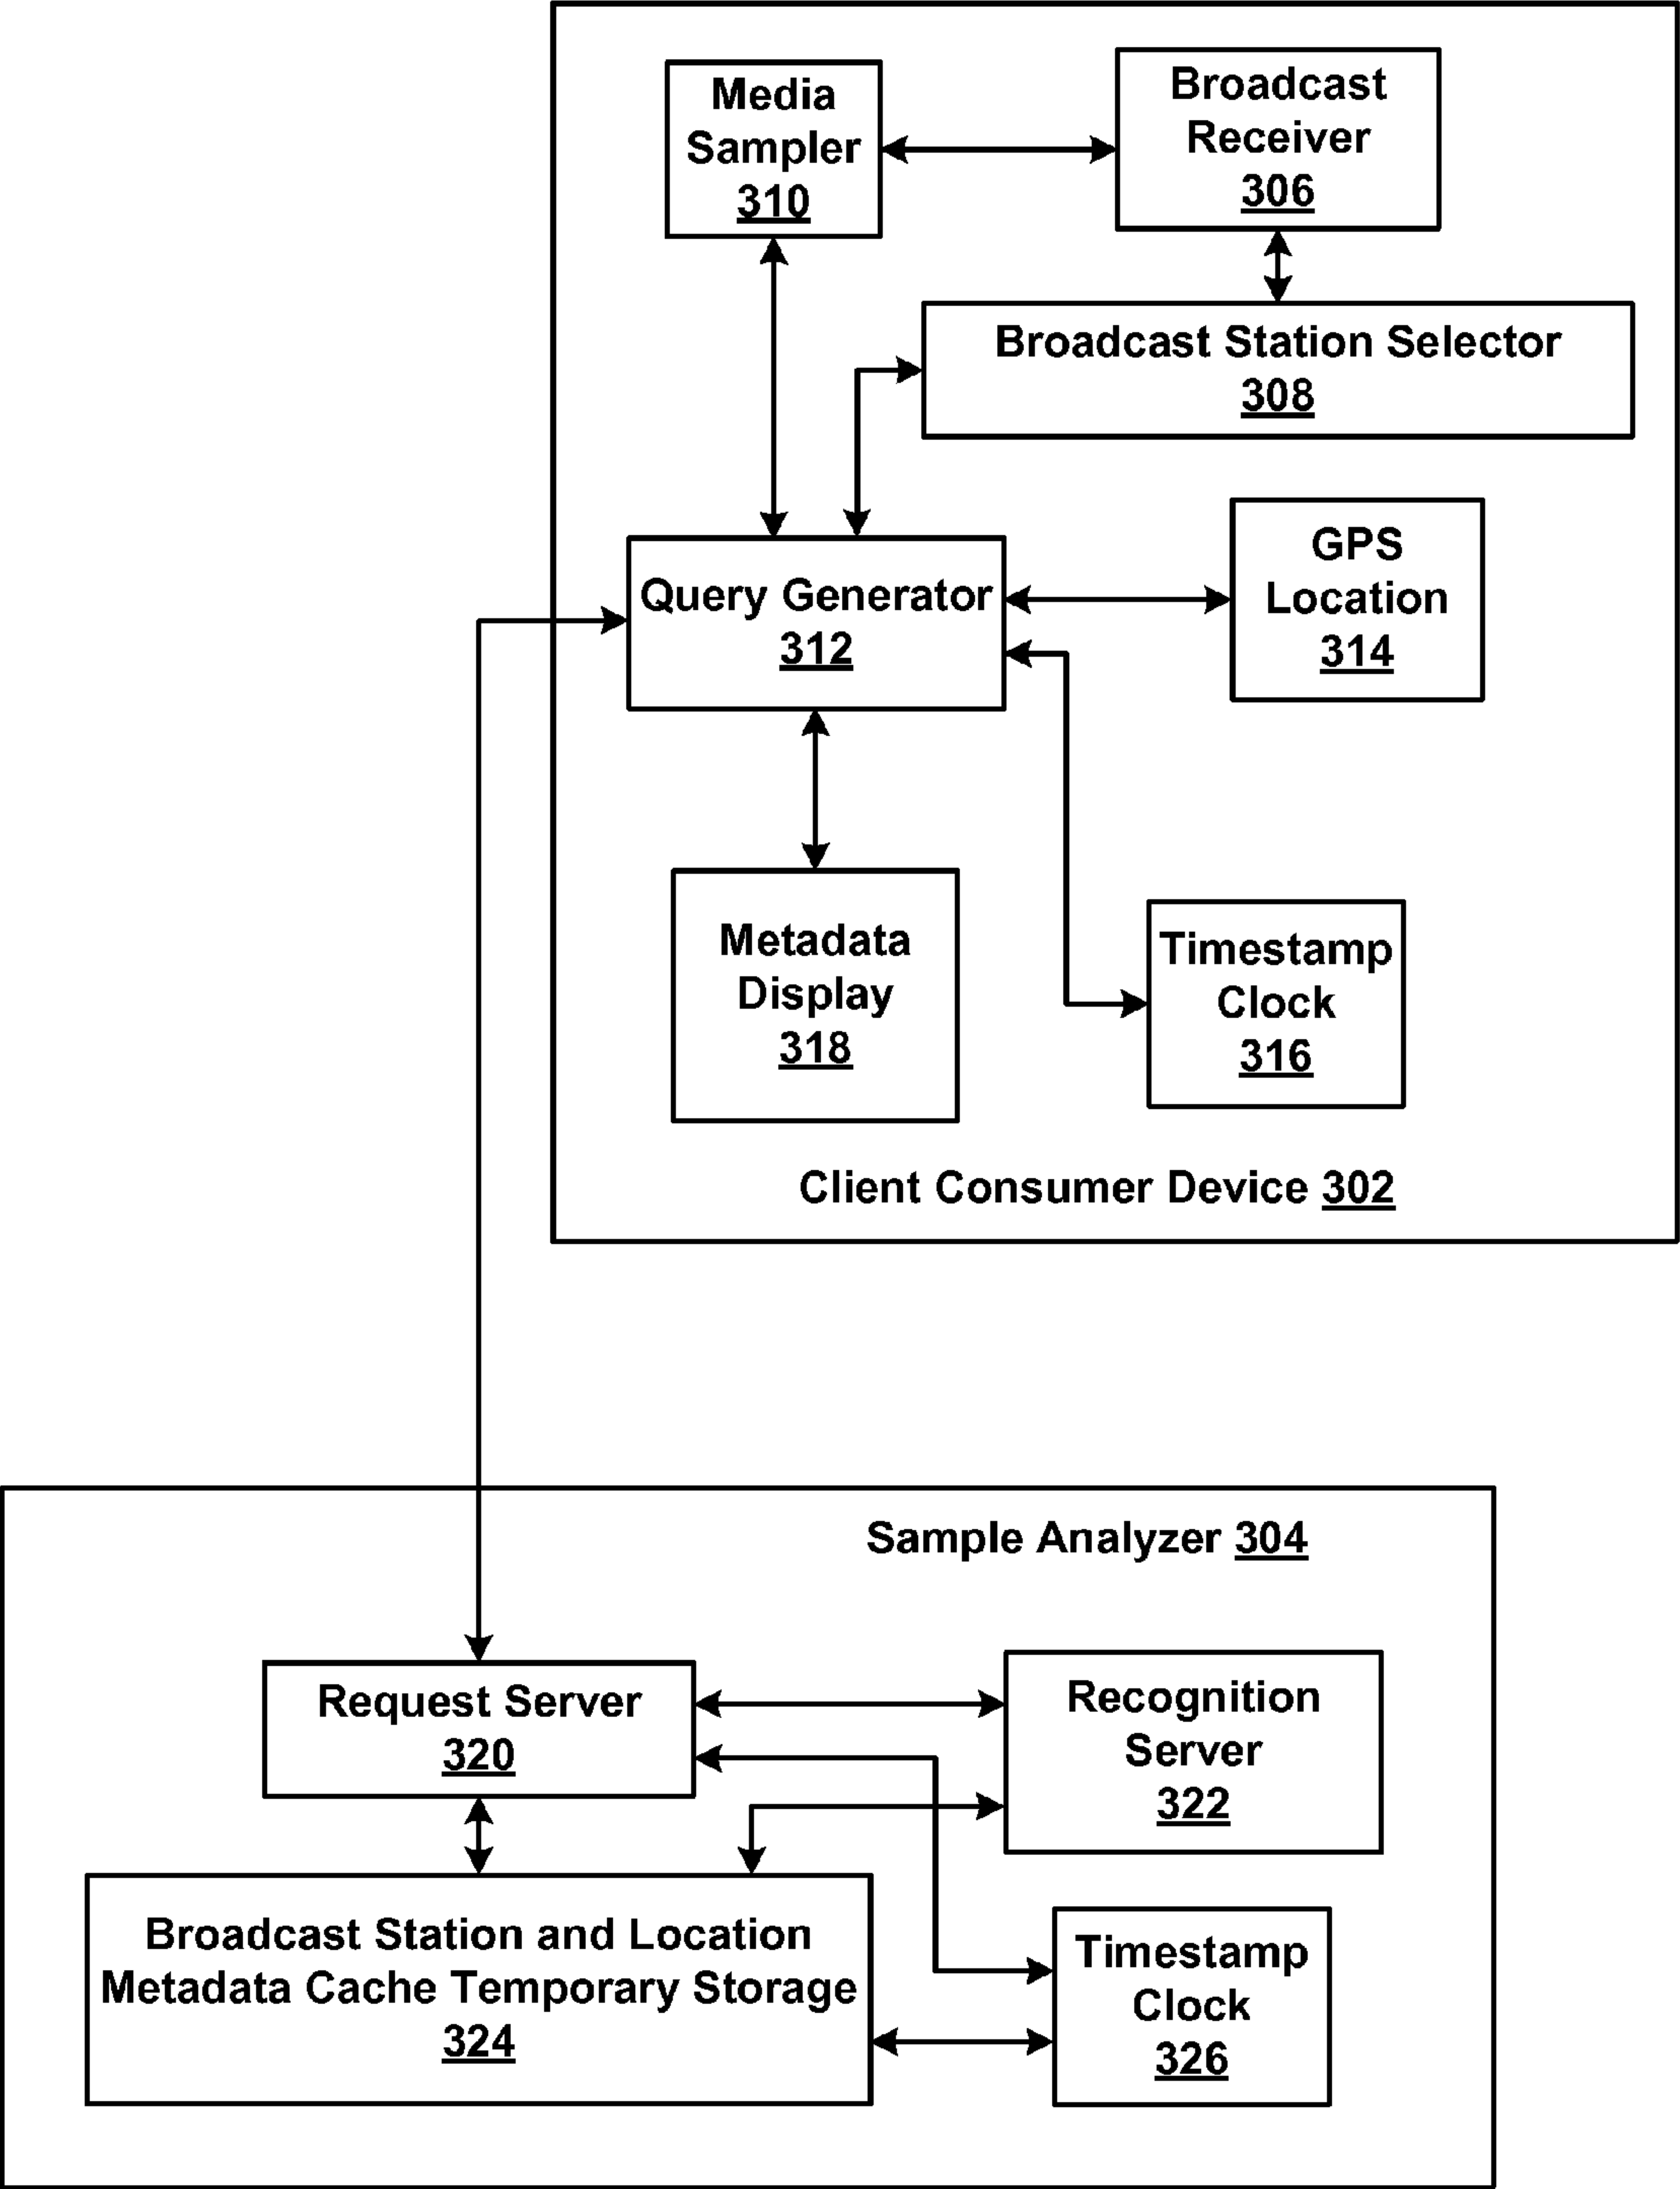 Media
Sampler
310
Broadcast
Receiver
306
Broadcast Station Selector
308
Query Generator
312
GPS
Location
314
Metadata
Display
318
Timestamp
Clock
316
Client Consumer Device 302
Sample Analyzer 304
Request Server
320
Recognition
Server
322
Broadcast Station and Location
Metadata Cache Temporary Storage
324
Timestamp
Clock
326